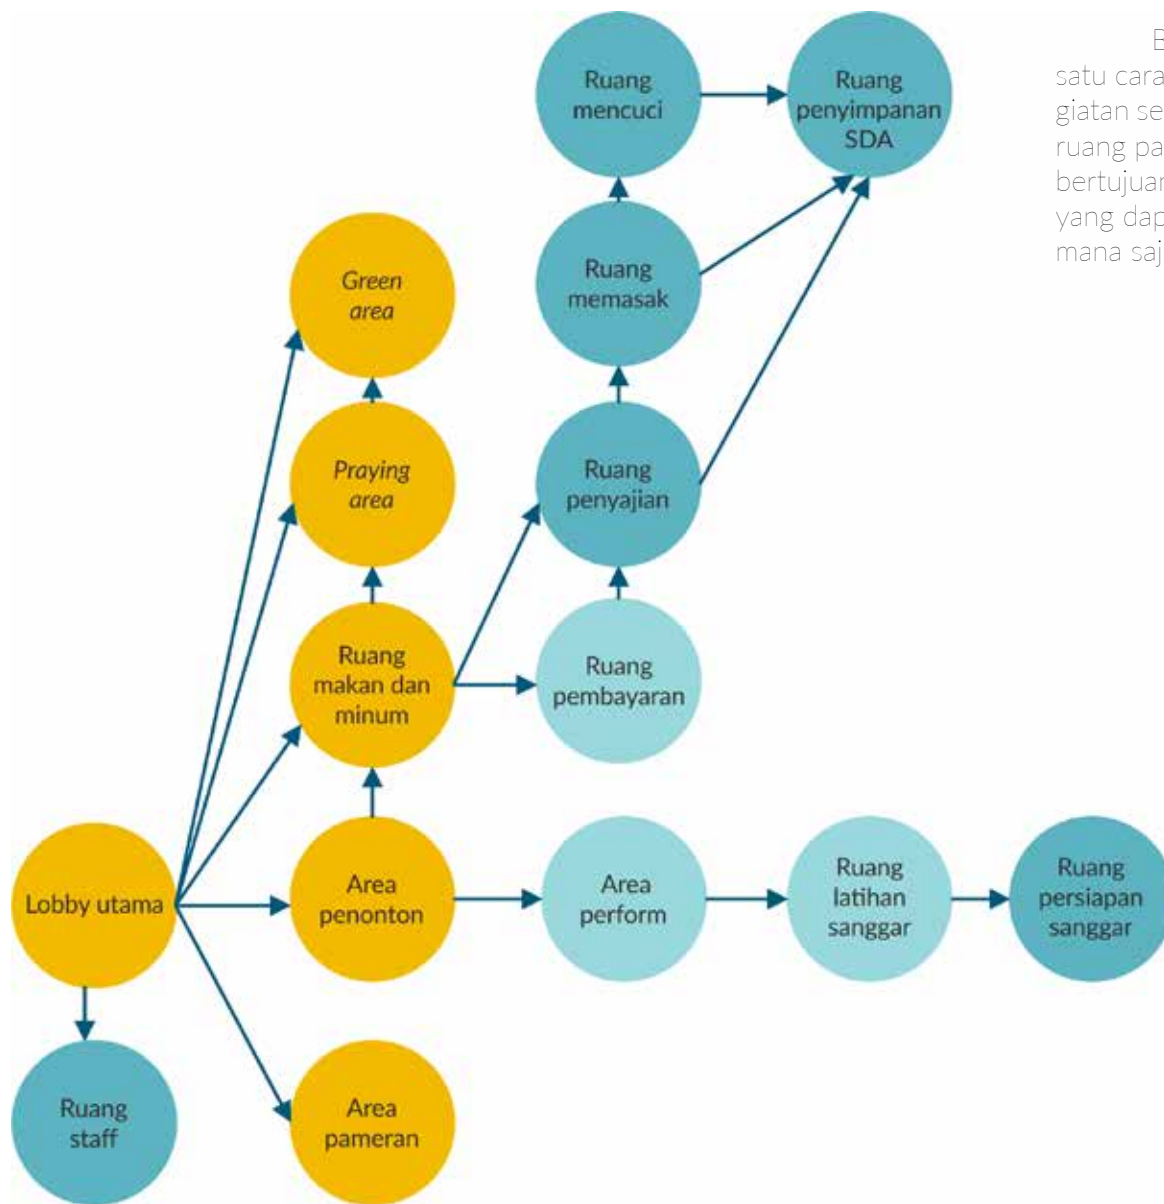 Ruang
mencuci
Ruang
penyimpanan
SDA
B
satu cara
giatan se
ruang pa
bertujuan
yang dap
mana saj
Green
area
Ruang
memasak
Praying
area
Ruang
penyajian
Ruang
makan dan
minum
Ruang
pembayaran
Lobby utama
Area
penonton
Area
perform
Ruang
latihan
sanggar
Ruang
persiapan
sanggar
Ruang
staff
Area
pameran